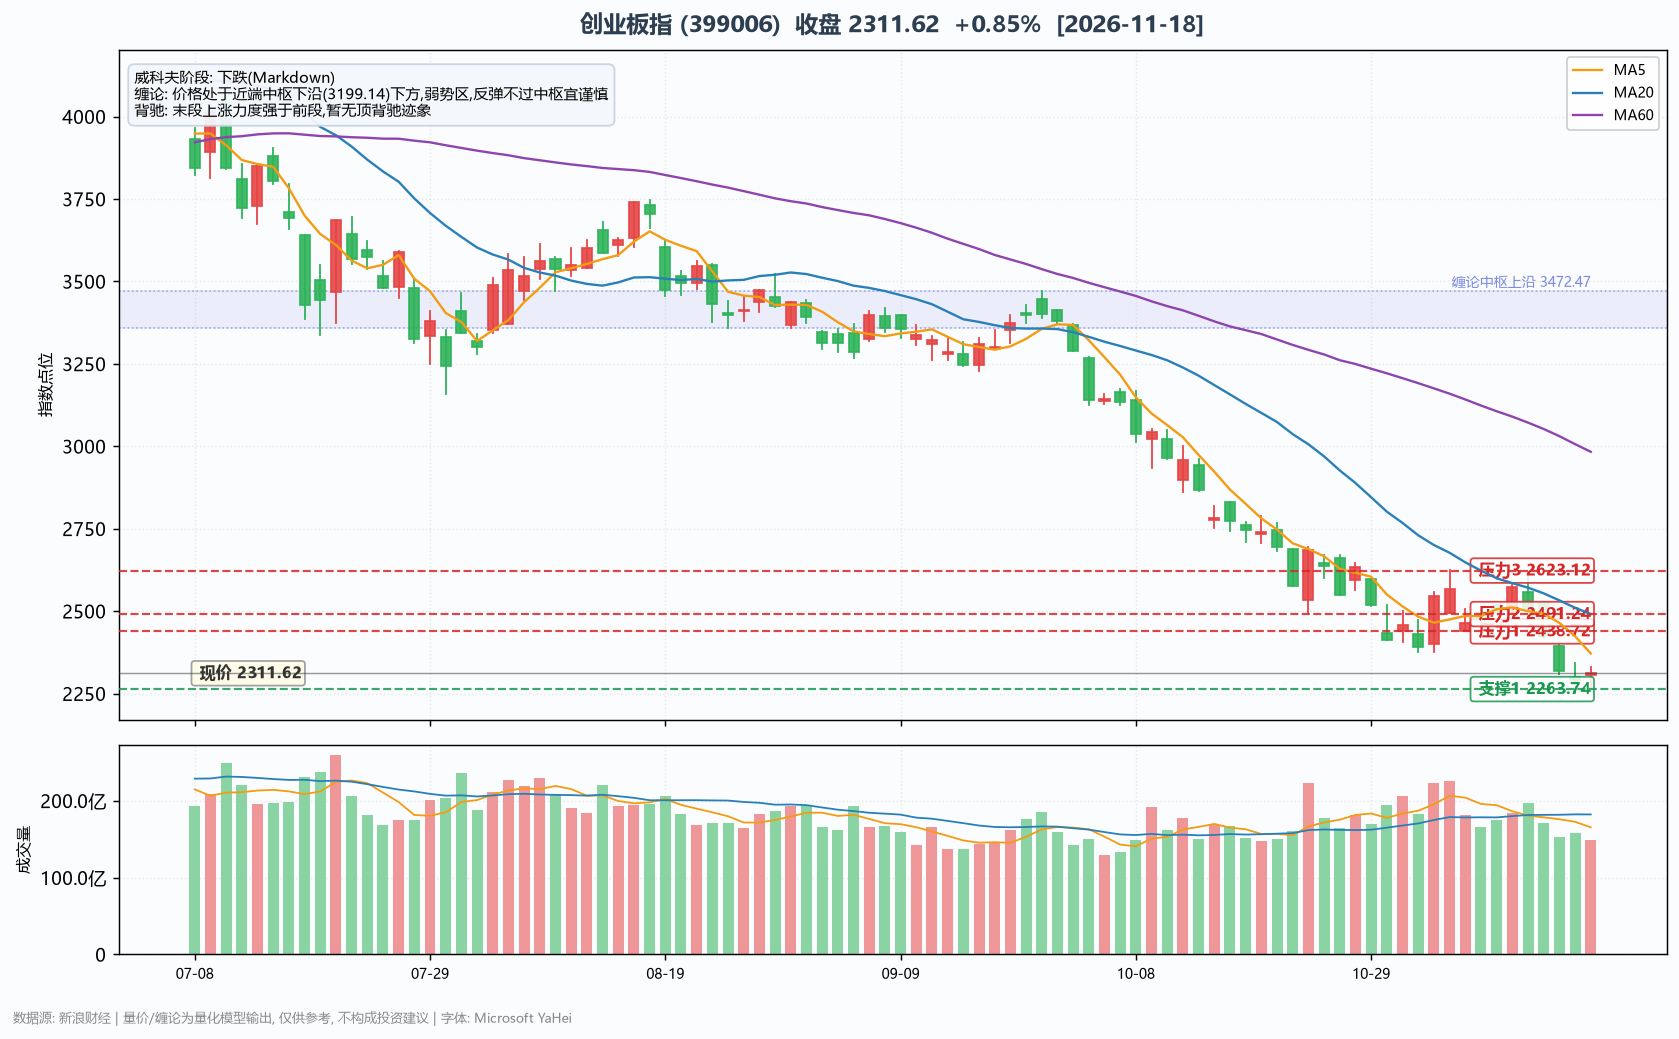 创业板指 (399006) 收盘 2311.62 +0.85% [2026-11-18]
威科夫阶段: 下跌(Markdown)
缠论: 价格处于近端中枢下沿(3199.14)下方,弱势区,反弹不过中枢宜谨慎
背驰: 末段上涨力度强于前段,暂无顶背驰迹象
MA5
MA20
MA60
4000
3750
3500
3250
3000
2750
2500
2250
指数点位
缠论中枢上沿 3472.47
压力3 2623.12
压力2 2491.24
压力1 2438.72
现价 2311.62
支撑1 2263.74
200.0亿
100.0亿
0
成交量
07-08
07-29
08-19
09-09
10-08
10-29
数据源: 新浪财经 | 量价/缠论为量化模型输出, 仅供参考, 不构成投资建议 | 字体: Microsoft YaHei